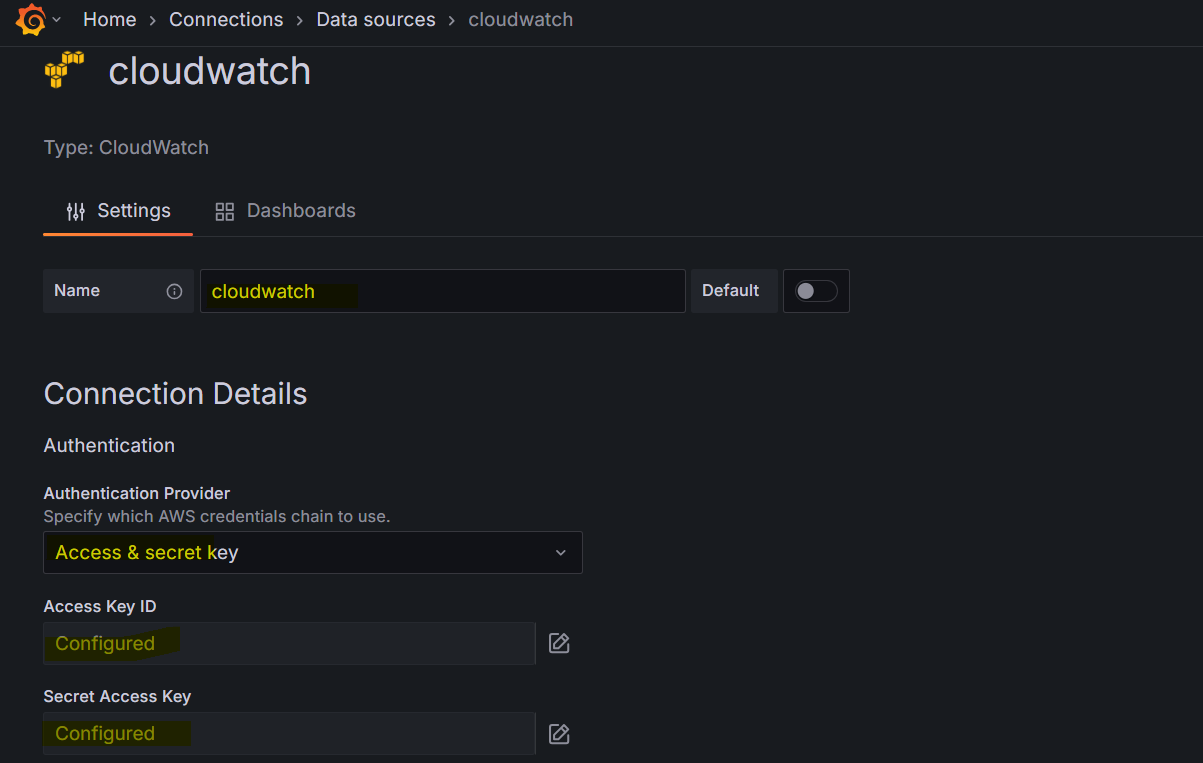 Home › Connections › Data sources › cloudwatch
cloudwatch
Type: CloudWatch
Settings Dashboards
Name cloudwatch Default
Connection Details
Authentication
Authentication Provider
Specify which AWS credentials chain to use.
Access & secret key
Access Key ID
Configured
Secret Access Key
Configured